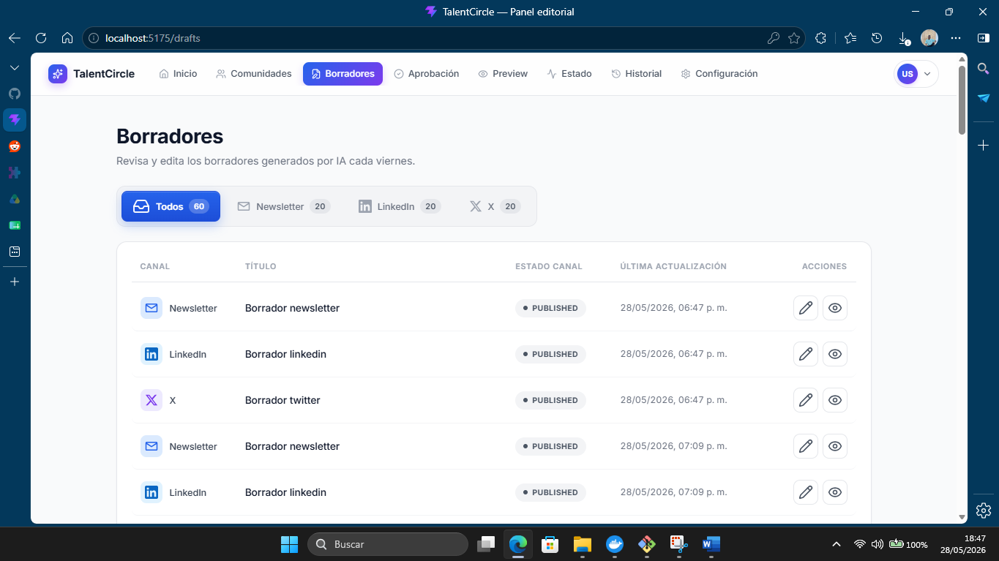 TalentCircle — Panel editorial
localhost:5175/drafts
TalentCircle Inicio Comunidades Borradores Aprobación Preview Estado Historial Configuración US
Borradores
Revisa y edita los borradores generados por IA cada viernes.
Todos 60 Newsletter 20 LinkedIn 20 X 20
CANAL TÍTULO ESTADO CANAL ÚLTIMA ACTUALIZACIÓN ACCIONES
Newsletter Borrador newsletter PUBLISHED 28/05/2026, 06:47 p. m.
LinkedIn Borrador linkedin PUBLISHED 28/05/2026, 06:47 p. m.
X Borrador twitter PUBLISHED 28/05/2026, 06:47 p. m.
Newsletter Borrador newsletter PUBLISHED 28/05/2026, 07:09 p. m.
LinkedIn Borrador linkedin PUBLISHED 28/05/2026, 07:09 p. m.
Buscar
100%
18:47
28/05/2026